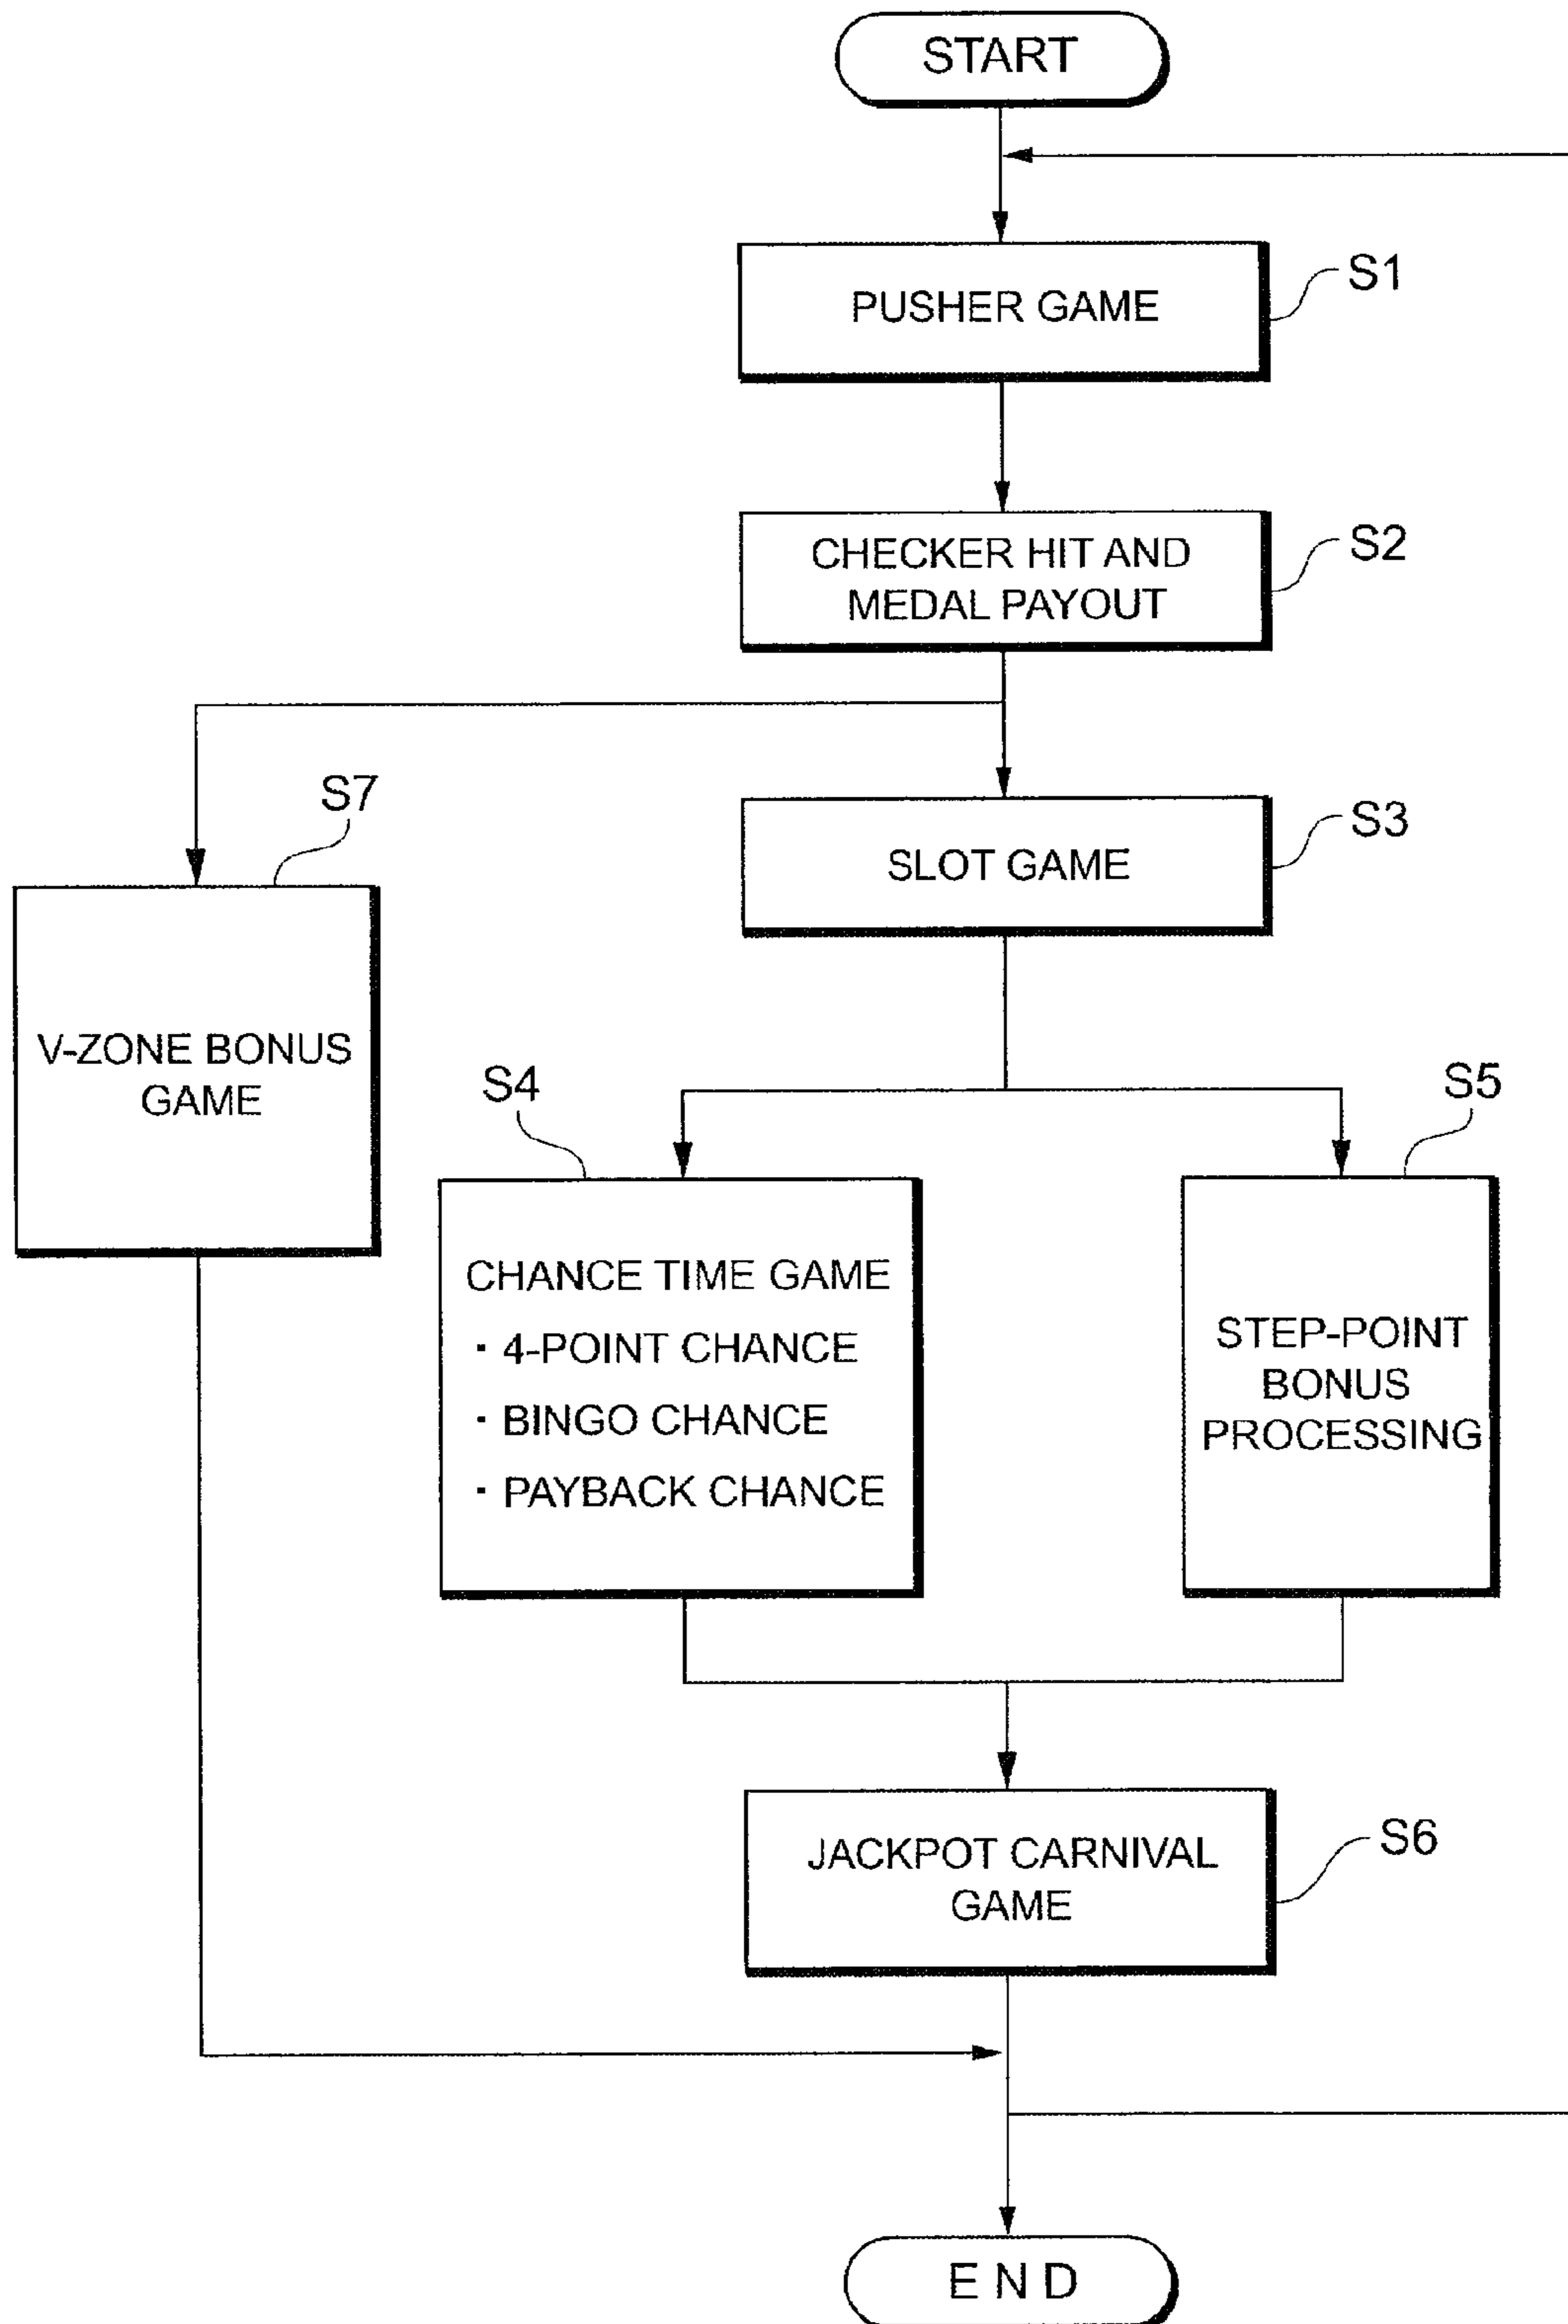 START
PUSHER GAME
S1
CHECKER HIT AND
MEDAL PAYOUT
S2
S7
SLOT GAME
S3
V-ZONE BONUS
GAME
S4
S5
CHANCE TIME GAME
・4-POINT CHANCE
・BINGO CHANCE
・PAYBACK CHANCE
STEP-POINT
BONUS
PROCESSING
JACKPOT CARNIVAL
GAME
S6
END